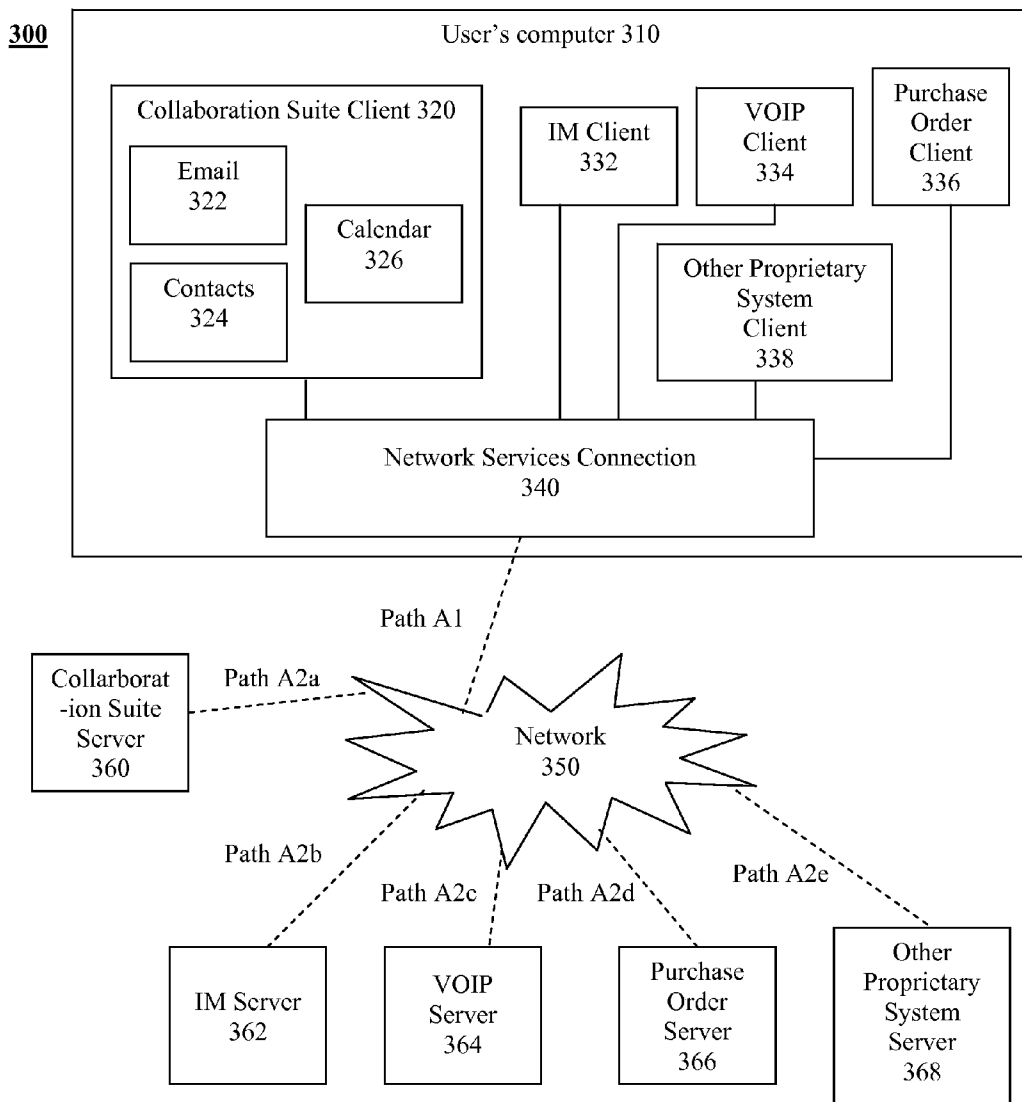 300
User's computer 310
Collaboration Suite Client 320
Email
322
Calendar
326
Contacts
324
IM Client
332
VOIP
Client
334
Purchase
Order
Client
336
Other Proprietary
System
Client
338
Network Services Connection
340
Path A1
Collarborat
-ion Suite
Server
360
Path A2a
Network
350
Path A2b
Path A2c
Path A2d
Path A2e
IM Server
362
VOIP
Server
364
Purchase
Order
Server
366
Other
Proprietary
System
Server
368